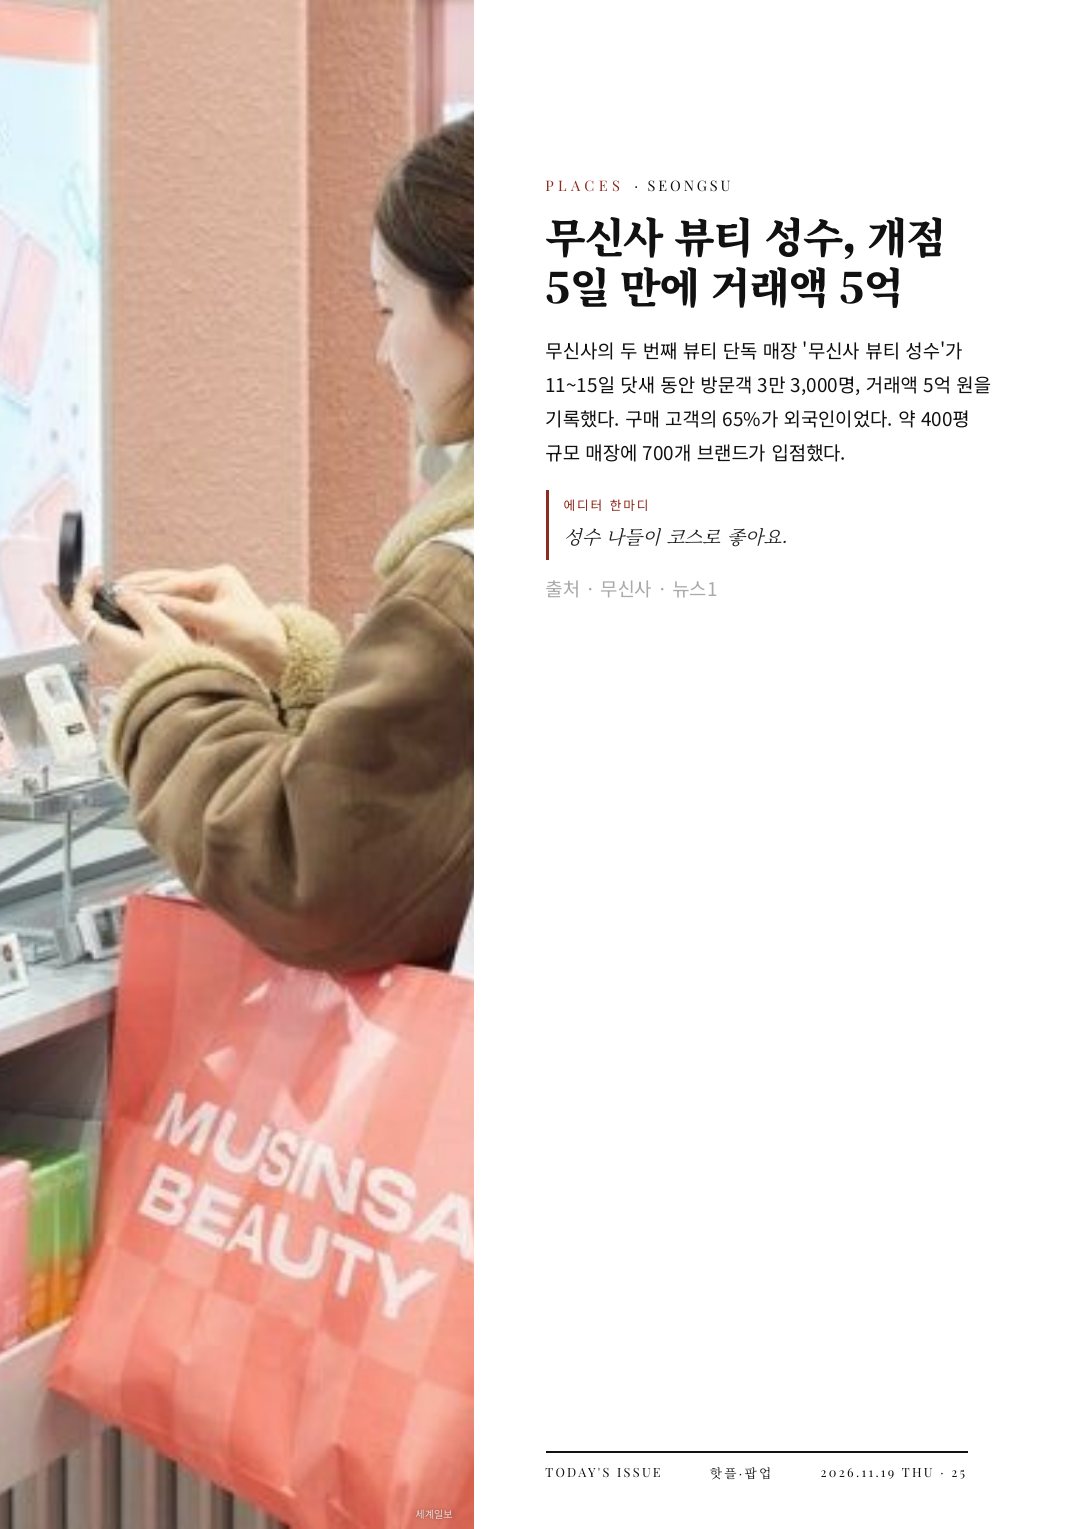 PLACES · SEONGSU
무신사 뷰티 성수, 개점
5일 만에 거래액 5억
무신사의 두 번째 뷰티 단독 매장 '무신사 뷰티 성수'가
11~15일 닷새 동안 방문객 3만 3,000명, 거래액 5억 원을
기록했다. 구매 고객의 65%가 외국인이었다. 약 400평
규모 매장에 700개 브랜드가 입점했다.
에디터 한마디
성수 나들이 코스로 좋아요.
출처 · 무신사 · 뉴스1
MUSINSA
BEAUTY
세계일보
TODAY'S ISSUE 핫플·팝업 2026.11.19 THU · 25